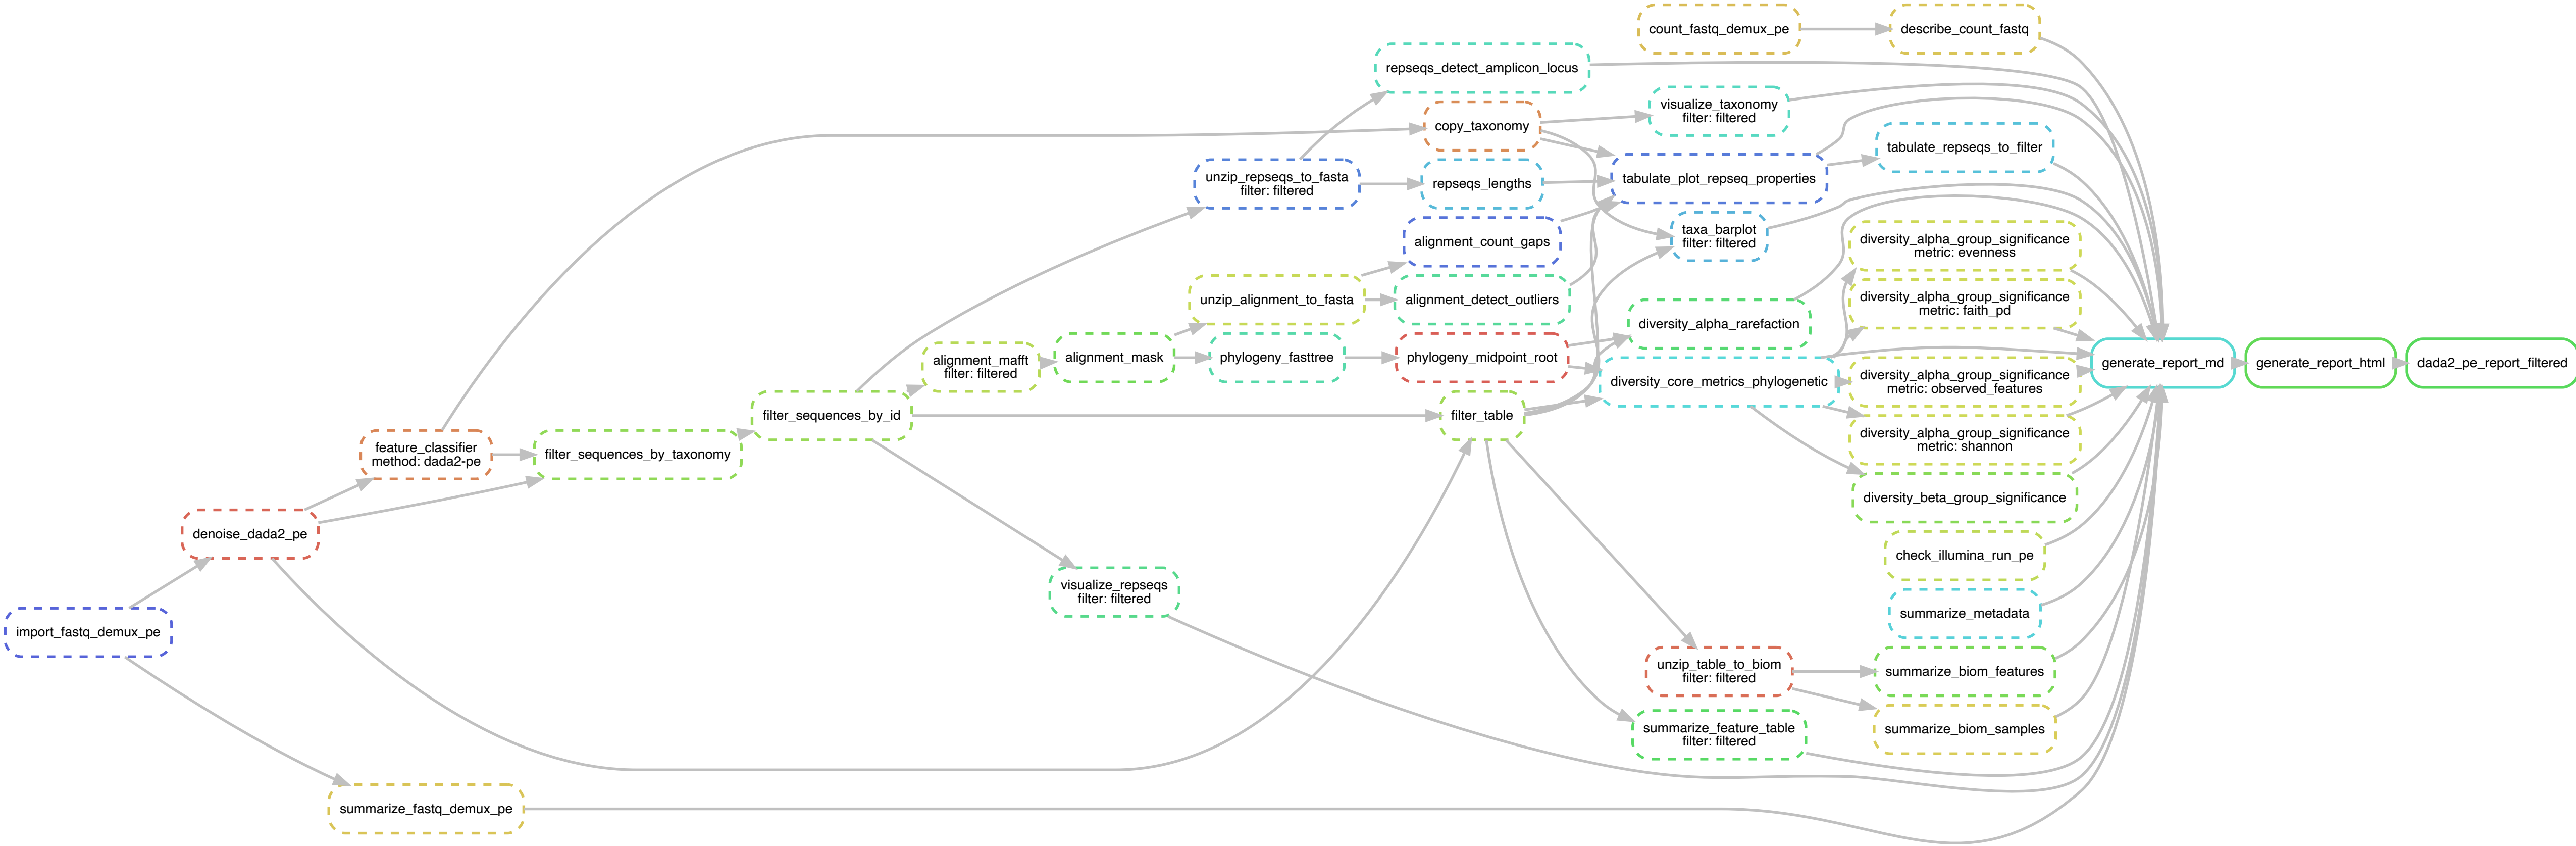 count_fastq_demux_pe
describe_count_fastq
repseqs_detect_amplicon_locus
visualize_taxonomy
filter: filtered
copy_taxonomy
tabulate_repseqs_to_filter
unzip_repseqs_to_fasta
filter: filtered
repseqs_lengths
tabulate_plot_repseq_properties
alignment_count_gaps
taxa_barplot
filter: filtered
diversity_alpha_group_significance
metric: evenness
unzip_alignment_to_fasta
alignment_detect_outliers
diversity_alpha_group_significance
metric: faith_pd
diversity_alpha_rarefaction
alignment_mafft
filter: filtered
alignment_mask
phylogeny_fasttree
phylogeny_midpoint_root
generate_report_md
generate_report_html
dada2_pe_report_filtered
diversity_core_metrics_phylogenetic
diversity_alpha_group_significance
metric: observed_features
filter_sequences_by_id
filter_table
diversity_alpha_group_significance
metric: shannon
feature_classifier
method: dada2-pe
filter_sequences_by_taxonomy
diversity_beta_group_significance
denoise_dada2_pe
check_illumina_run_pe
visualize_repseqs
filter: filtered
summarize_metadata
import_fastq_demux_pe
unzip_table_to_biom
filter: filtered
summarize_biom_features
summarize_feature_table
filter: filtered
summarize_biom_samples
summarize_fastq_demux_pe